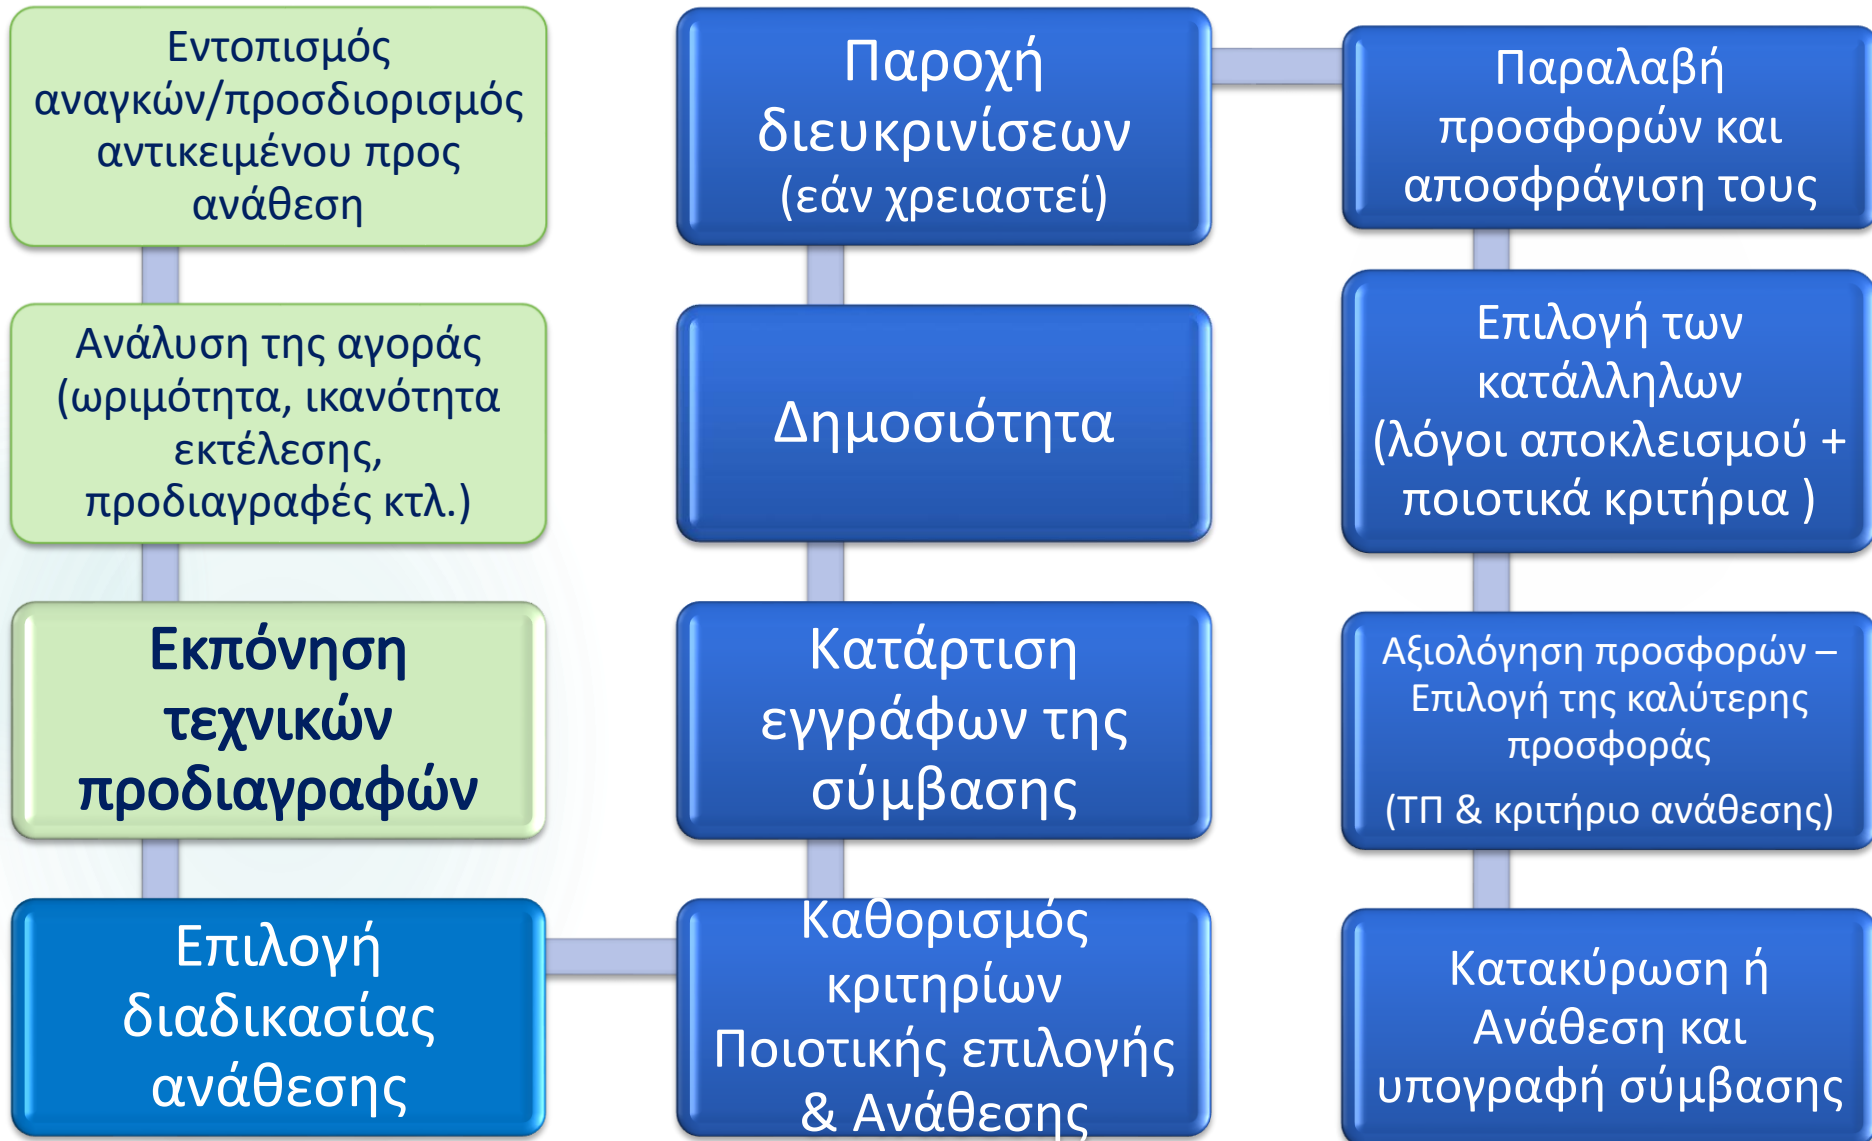 Εντοπισμός
αναγκών/προσδιορισμός
αντικειμένου προς
ανάθεση
Ανάλυση της αγοράς
(ωριμότητα, ικανότητα
εκτέλεσης,
προδιαγραφές κτλ.)
Εκπόνηση
τεχνικών
προδιαγραφών
Επιλογή
διαδικασίας
ανάθεσης
Καθορισμός
κριτηρίων
Ποιοτικής επιλογής
& Ανάθεσης
Κατάρτιση
εγγράφων της
σύμβασης
Δημοσιότητα
Παροχή
διευκρινίσεων
(εάν χρειαστεί)
Παραλαβή
προσφορών και
αποσφράγιση τους
Επιλογή των
κατάλληλων
(λόγοι αποκλεισμού +
ποιοτικά κριτήρια )
Αξιολόγηση προσφορών –
Επιλογή της καλύτερης
προσφοράς
(ΤΠ & κριτήριο ανάθεσης)
Κατακύρωση ή
Ανάθεση και
υπογραφή σύμβασης